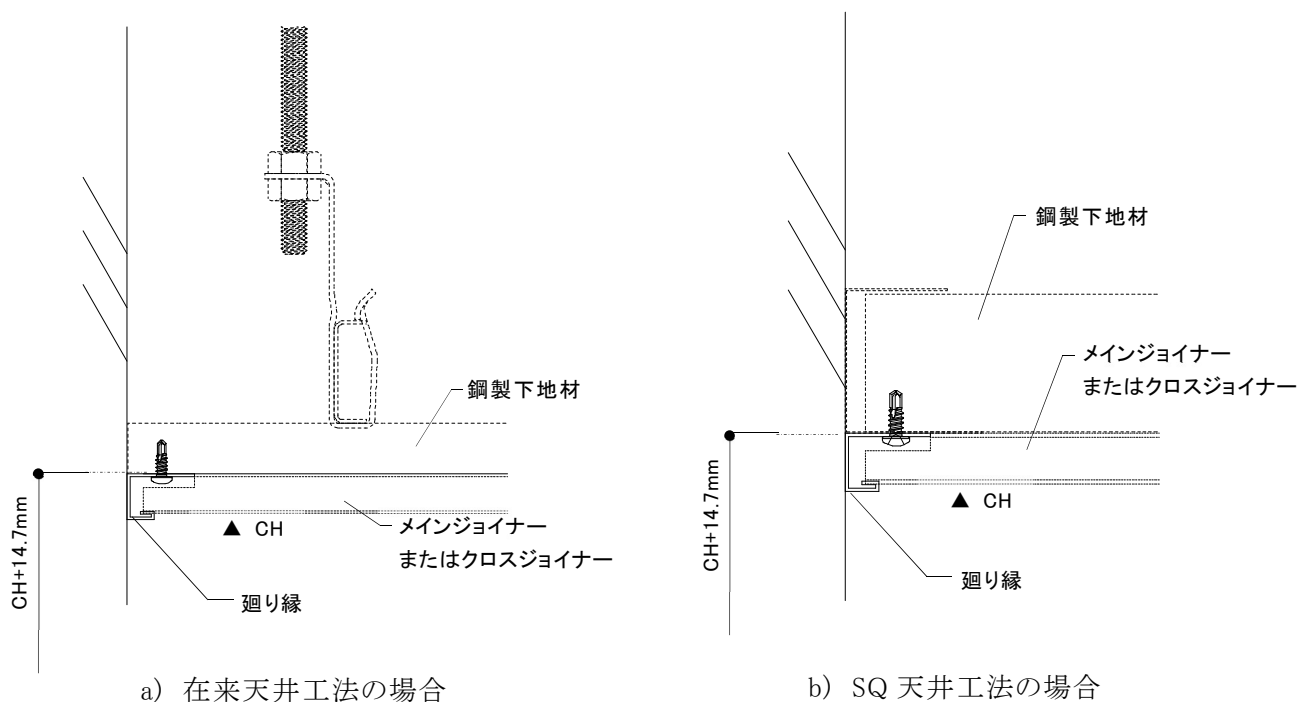 鋼製下地材
メインジョイナー
またはクロスジョイナー
▲ CH
廻り縁
CH+14.7mm
a) 在来天井工法の場合
鋼製下地材
メインジョイナー
またはクロスジョイナー
▲ CH
廻り縁
CH+14.7mm
b) SQ 天井工法の場合